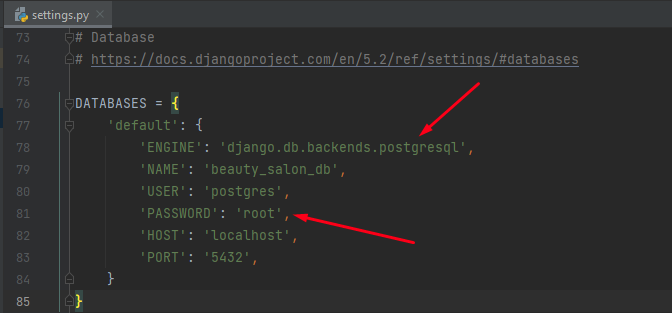 settings.py
73 # Database
74 # https://docs.djangoproject.com/en/5.2/ref/settings/#databases
75
76 DATABASES = {
77 'default': {
78 'ENGINE': 'django.db.backends.postgresql',
79 'NAME': 'beauty_salon_db',
80 'USER': 'postgres',
81 'PASSWORD': 'root',
82 'HOST': 'localhost',
83 'PORT': '5432',
84 }
85 }